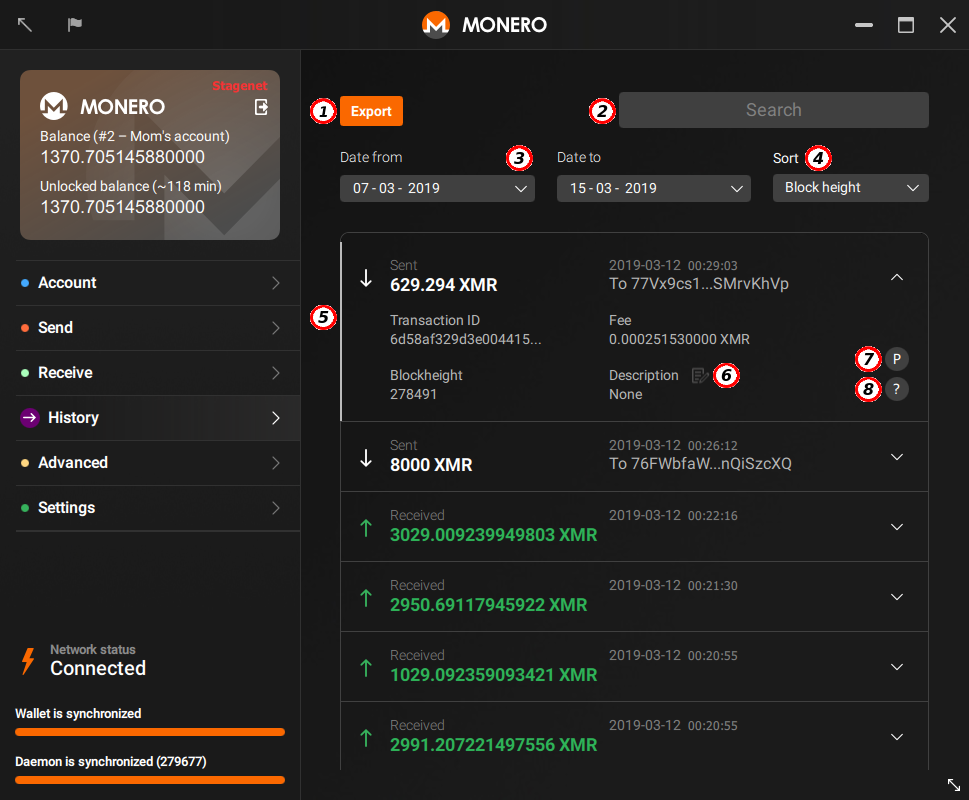 MONERO
Stagenet
MONERO
Balance (#2 – Mom's account)
1370.705145880000
Unlocked balance (~118 min)
1370.705145880000
Account
Send
Receive
History
Advanced
Settings
Network status
Connected
Wallet is synchronized
Daemon is synchronized (279677)
1 Export
2 Search
Date from 3 Date to Sort 4
07 - 03 - 2019 15 - 03 - 2019 Block height
5
Sent 2019-03-12 00:29:03
629.294 XMR To 77Vx9cs1...SMrvKhVp
Transaction ID Fee
6d58af329d3e004415... 0.000251530000 XMR
7 P
Blockheight Description 6
278491 None
8 ?
Sent 2019-03-12 00:26:12
8000 XMR To 76FWbfaW...nQiSzcXQ
Received 2019-03-12 00:22:16
3029.009239949803 XMR
Received 2019-03-12 00:21:30
2950.69117945922 XMR
Received 2019-03-12 00:20:55
1029.092359093421 XMR
Received 2019-03-12 00:20:55
2991.207221497556 XMR